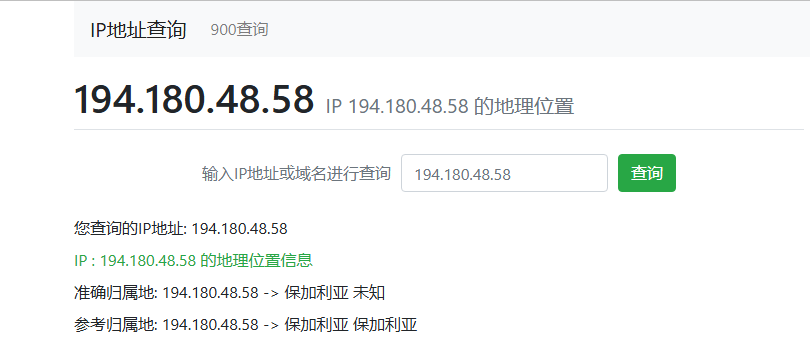 IP地址查询 900查询
194.180.48.58 IP 194.180.48.58 的地理位置
输入IP地址或域名进行查询 194.180.48.58 查询
您查询的IP地址: 194.180.48.58
IP : 194.180.48.58 的地理位置信息
准确归属地: 194.180.48.58 -> 保加利亚 未知
参考归属地: 194.180.48.58 -> 保加利亚 保加利亚